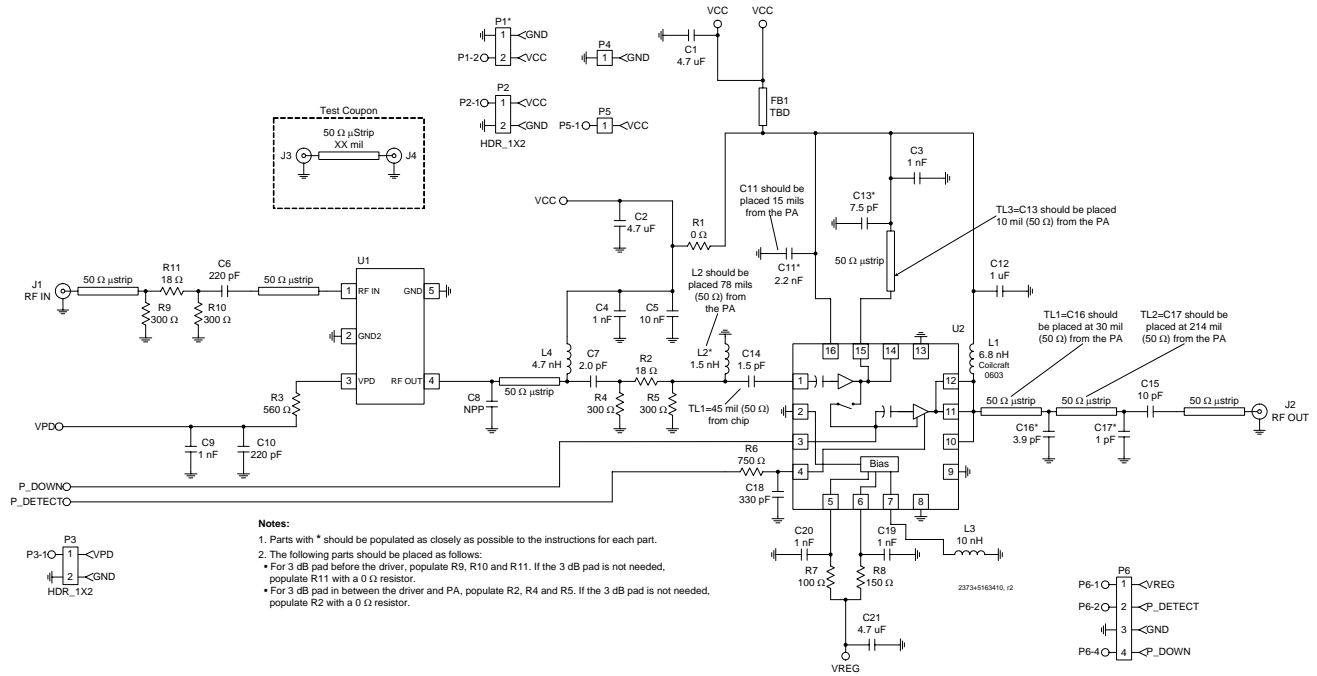 P1*
1 GND
P1-2 2 VCC
P4
1 GND
P2
P2-1 1 VCC
2 GND
HDR_1X2
P5
P5-1 1 VCC
VCC
VCC
C1
4.7 uF
FB1
TBD
Test Coupon
50 Ω µStrip
XX mil
J3
J4
C3
1 nF
C11 should be
placed 15 mils
from the PA
C13*
7.5 pF
TL3=C13 should be placed
10 mil (50 Ω) from the PA
VCC
C2
4.7 uF
R1
0 Ω
C11*
2.2 nF
50 Ω µstrip
C12
1 uF
J1
RF IN
50 Ω µstrip
R11
18 Ω
C6
220 pF
50 Ω µstrip
R9
300 Ω
R10
300 Ω
U1
1 RF IN
GND 5
2 GND2
3 VPD
RF OUT 4
L2 should be
placed 78 mils
(50 Ω) from
the PA
C4
1 nF
C5
10 nF
L4
4.7 nH
C7
2.0 pF
R2
18 Ω
L2*
1.5 nH
C14
1.5 pF
50 Ω µstrip
C8
NPP
R4
300 Ω
R5
300 Ω
TL1=45 mil (50 Ω)
from chip
R3
560 Ω
VPD
C9
1 nF
C10
220 pF
U2
16
15
14
13
1
2
3
4
12
11
10
9
Bias
5
6
7
8
L1
6.8 nH
Coilcraft
0603
TL1=C16 should
be placed at 30 mil
(50 Ω) from the PA
TL2=C17 should be
placed at 214 mil
(50 Ω) from the PA
50 Ω µstrip
50 Ω µstrip
C15
10 pF
50 Ω µstrip
J2
RF OUT
C16*
3.9 pF
C17*
1 pF
R6
750 Ω
C18
330 pF
P_DOWN
P_DETECT
C20
1 nF
C19
1 nF
L3
10 nH
R7
100 Ω
R8
150 Ω
C21
4.7 uF
VREG
2373+5163410, r2
P3
P3-1 1 VPD
2 GND
HDR_1X2
Notes:
1. Parts with * should be populated as closely as possible to the instructions for each part.
2. The following parts should be placed as follows:
• For 3 dB pad before the driver, populate R9, R10 and R11. If the 3 dB pad is not needed,
populate R11 with a 0 Ω resistor.
• For 3 dB pad in between the driver and PA, populate R2, R4 and R5. If the 3 dB pad is not needed,
populate R2 with a 0 Ω resistor.
P6
P6-1 1 VREG
P6-2 2 P_DETECT
3 GND
P6-4 4 P_DOWN